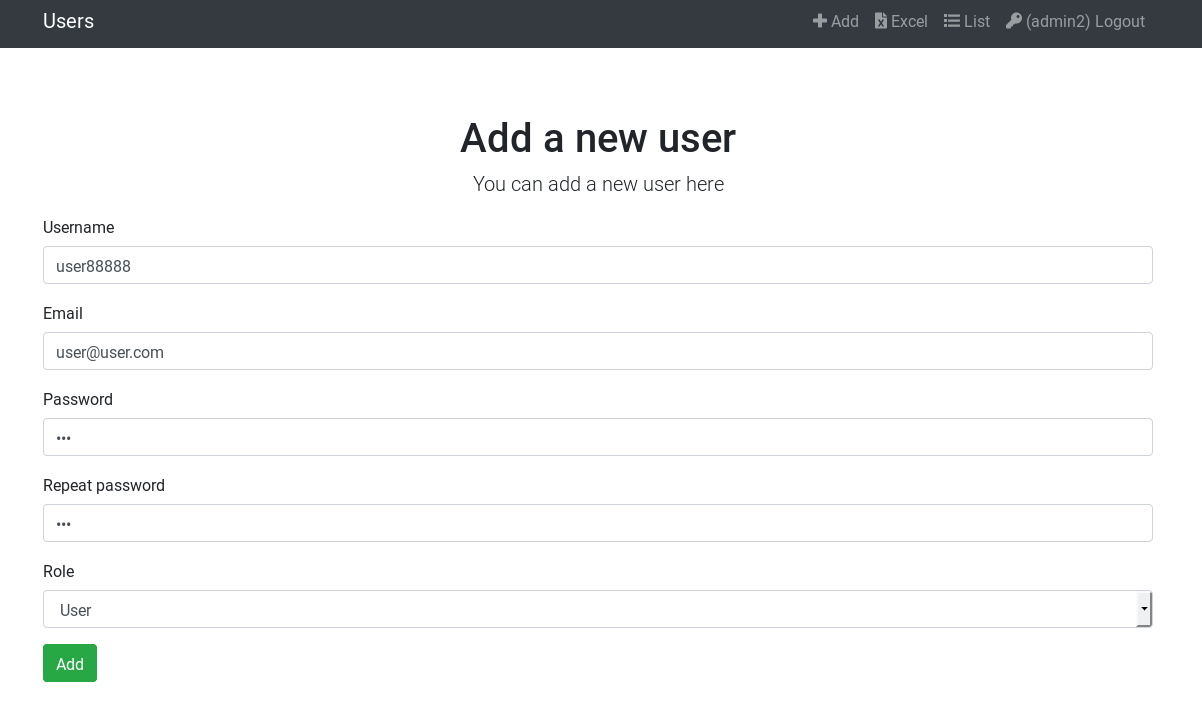 Users
Add Excel List (admin2) Logout
Add a new user
You can add a new user here
Username
user88888
Email
user@user.com
Password
•••
Repeat password
•••
Role
User
Add